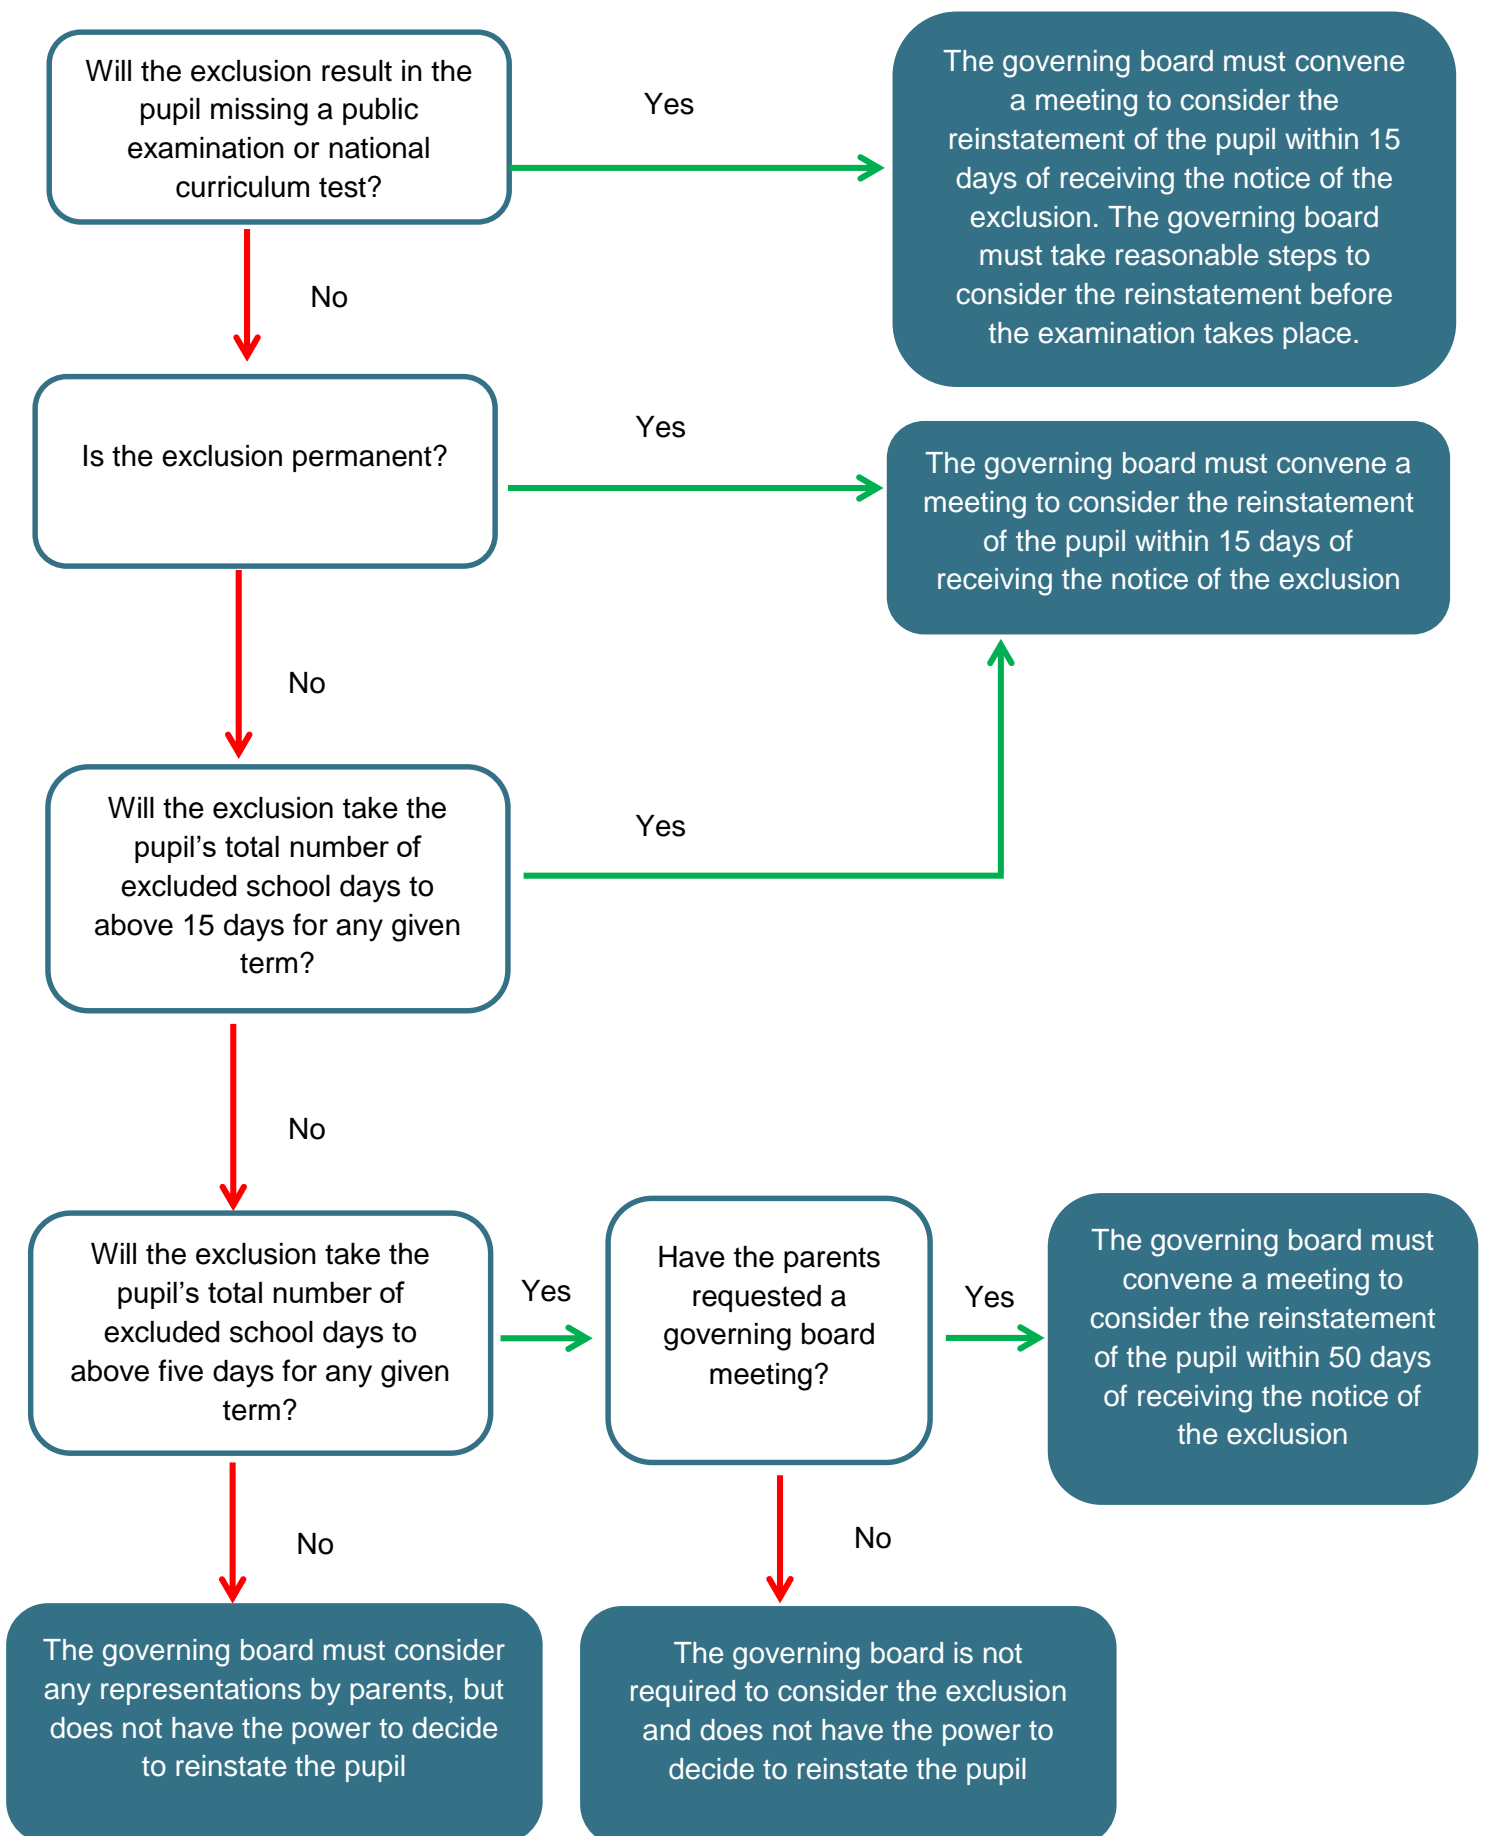 Will the exclusion result in the
pupil missing a public
examination or national
curriculum test?
Yes
The governing board must convene
a meeting to consider the
reinstatement of the pupil within 15
days of receiving the notice of the
exclusion. The governing board
must take reasonable steps to
consider the reinstatement before
the examination takes place.
No
Is the exclusion permanent?
Yes
The governing board must convene a
meeting to consider the reinstatement
of the pupil within 15 days of
receiving the notice of the exclusion
No
Will the exclusion take the
pupil’s total number of
excluded school days to
above 15 days for any given
term?
Yes
No
Will the exclusion take the
pupil’s total number of
excluded school days to
above five days for any given
term?
Yes
Have the parents
requested a
governing board
meeting?
Yes
The governing board must
convene a meeting to
consider the reinstatement
of the pupil within 50 days
of receiving the notice of
the exclusion
No
No
The governing board must consider
any representations by parents, but
does not have the power to decide
to reinstate the pupil
The governing board is not
required to consider the exclusion
and does not have the power to
decide to reinstate the pupil